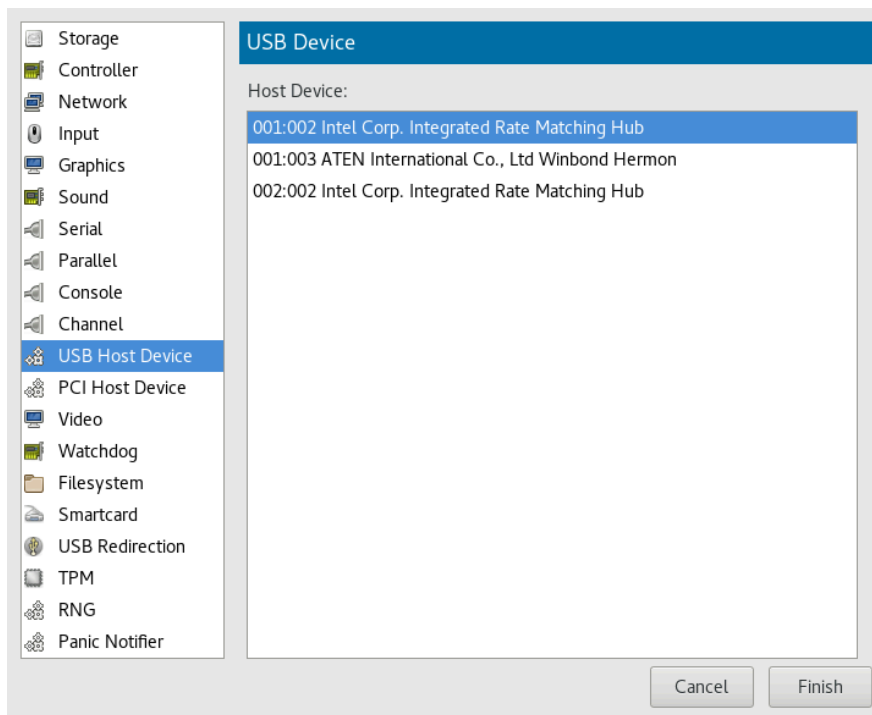 Storage
Controller
Network
Input
Graphics
Sound
Serial
Parallel
Console
Channel
USB Host Device
PCI Host Device
Video
Watchdog
Filesystem
Smartcard
USB Redirection
TPM
RNG
Panic Notifier
USB Device
Host Device:
001:002 Intel Corp. Integrated Rate Matching Hub
001:003 ATEN International Co., Ltd Winbond Hermon
002:002 Intel Corp. Integrated Rate Matching Hub
Cancel
Finish